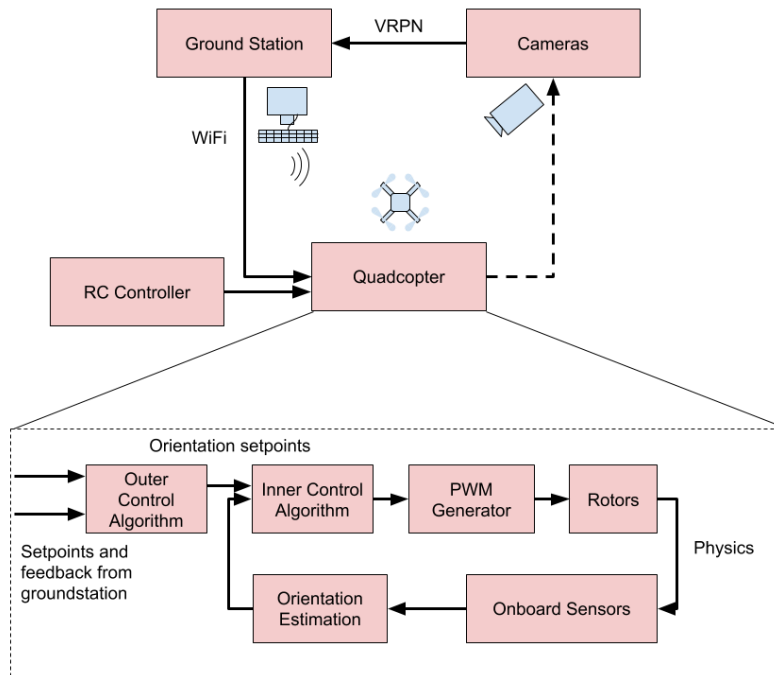 VRPN
Ground Station
Cameras
WiFi
Quadcopter
RC Controller
Orientation setpoints
Outer
Control
Algorithm
Inner Control
Algorithm
PWM
Generator
Rotors
Setpoints and
feedback from
groundstation
Physics
Orientation
Estimation
Onboard Sensors